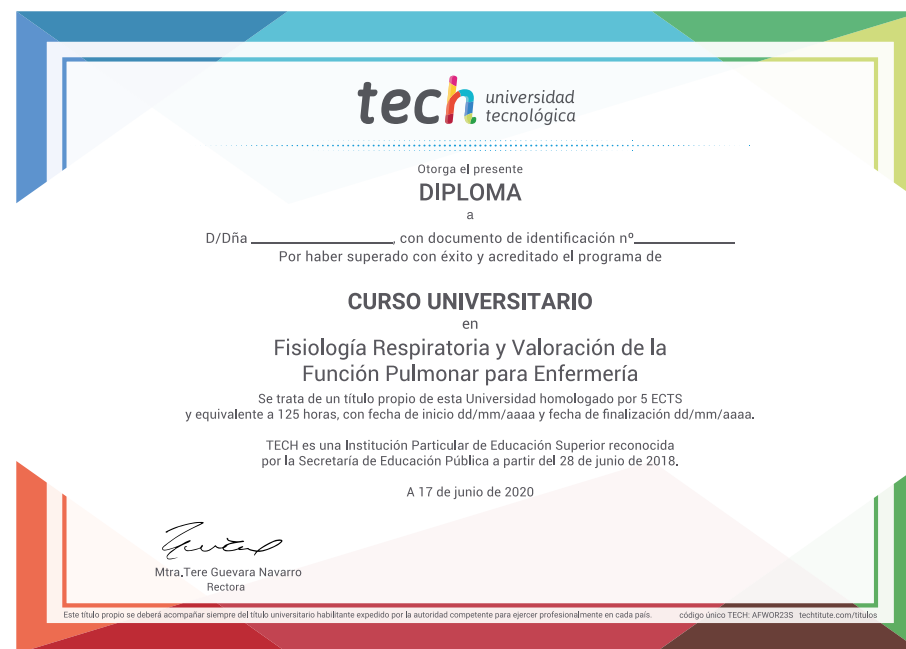 tech universidad
tecnológica
Otorga el presente
DIPLOMA
a
D/Dña ____________________, con documento de identificación nº______________
Por haber superado con éxito y acreditado el programa de
CURSO UNIVERSITARIO
en
Fisiología Respiratoria y Valoración de la
Función Pulmonar para Enfermería
Se trata de un título propio de esta Universidad homologado por 5 ECTS
y equivalente a 125 horas, con fecha de inicio dd/mm/aaaa y fecha de finalización dd/mm/aaaa.
TECH es una Institución Particular de Educación Superior reconocida
por la Secretaría de Educación Pública a partir del 28 de junio de 2018.
A 17 de junio de 2020
Mtra.Tere Guevara Navarro
Rectora
Este título propio se deberá acompañar siempre del título universitario habilitante expedido por la autoridad competente para ejercer profesionalmente en cada país. código único TECH: AFWOR23S techtitute.com/titulos